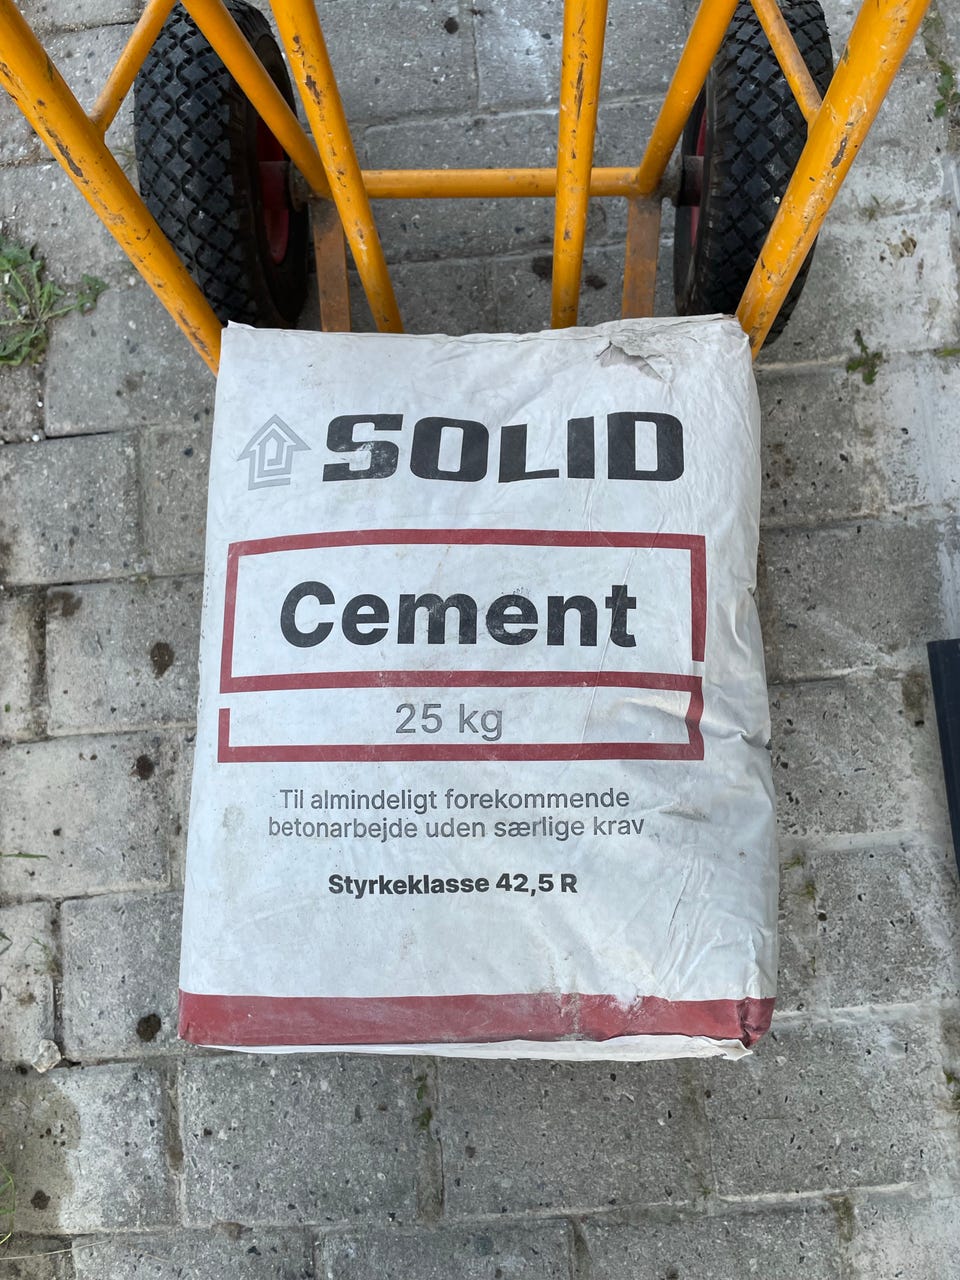 SOLID
Cement
25 kg
Til almindeligt forekommende
betonarbejde uden særlige krav
Styrkeklasse 42,5 R